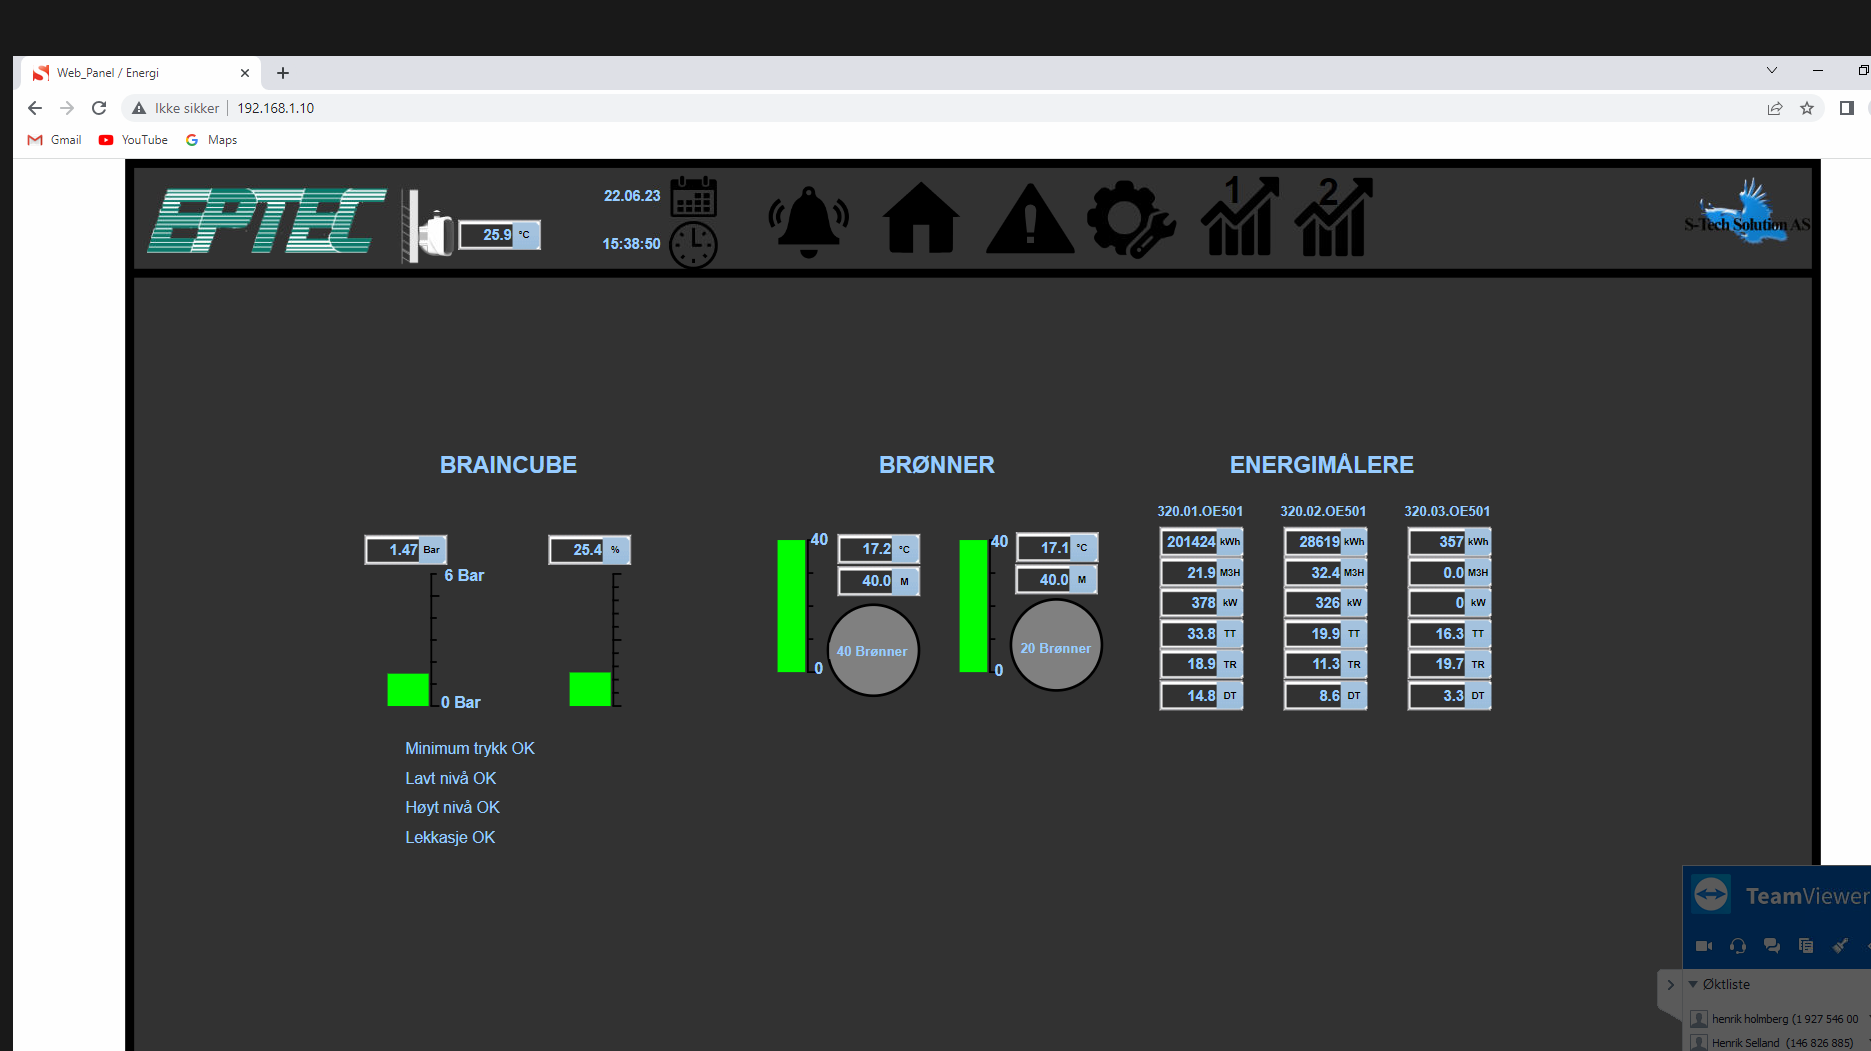 Web_Panel / Energi
Ikke sikker 192.168.1.10
Gmail YouTube Maps
EPTEC
25.9 °C
22.06.23
15:38:50
1
2
S-Tech Solution AS
BRAINCUBE
1.47 Bar
25.4 %
6 Bar
0 Bar
Minimum trykk OK
Lavt nivå OK
Høyt nivå OK
Lekkasje OK
BRØNNER
40
17.2 °C
40.0 M
40 Brønner
0
40
17.1 °C
40.0 M
20 Brønner
0
ENERGIMÅLERE
320.01.OE501 320.02.OE501 320.03.OE501
201424 kWh 28619 kWh 357 kWh
21.9 M3H 32.4 M3H 0.0 M3H
378 kW 326 kW 0 kW
33.8 TT 19.9 TT 16.3 TT
18.9 TR 11.3 TR 19.7 TR
14.8 DT 8.6 DT 3.3 DT
TeamViewer
Øktliste
henrik holmberg (1 927 546 00
Henrik Selland (146 826 885)